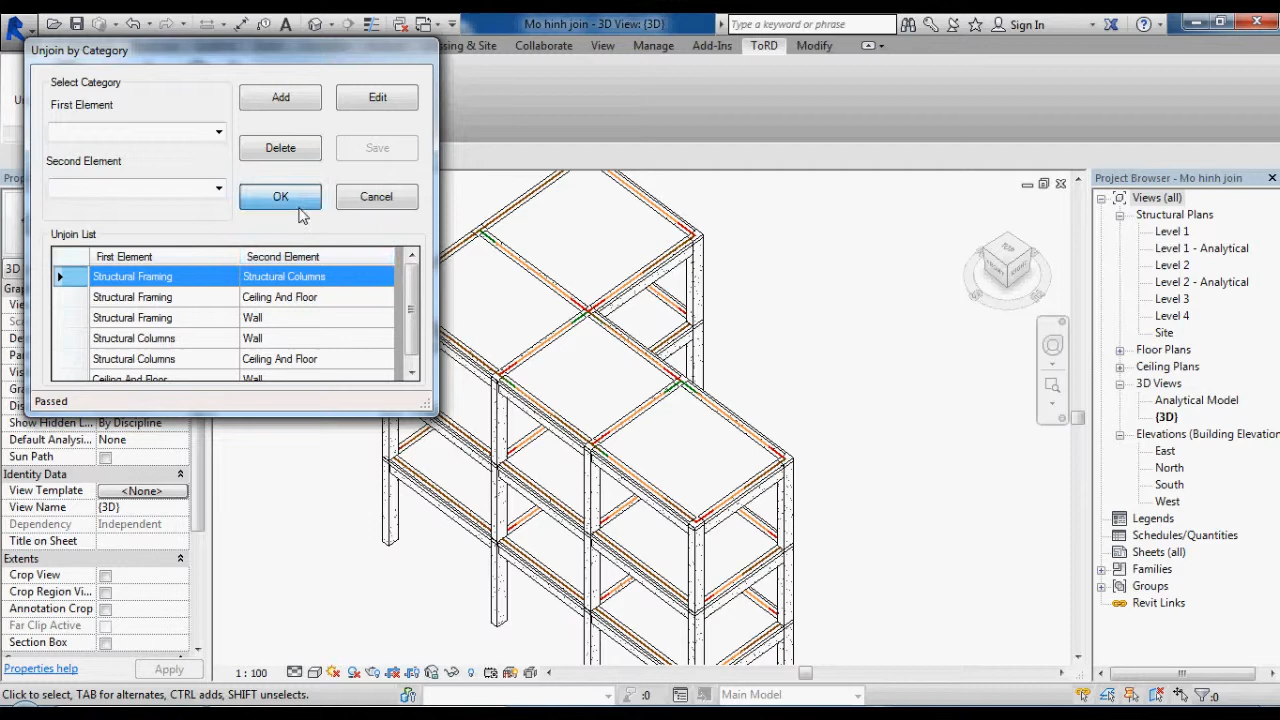 Mo hinh join - 3D View: {3D}
Type a keyword or phrase
Sign In
Unjoin by Category
ssing & Site
Collaborate
View
Manage
Add-Ins
ToRD
Modify
Select Category
First Element
Add
Edit
Second Element
Delete
Save
OK
Cancel
Unjoin List
First Element Second Element
Structural Framing Structural Columns
Structural Framing Ceiling And Floor
Structural Framing Wall
Structural Columns Wall
Structural Columns Ceiling And Floor
Ceiling And Floor Wall
Passed
Show Hidden L... By Discipline
Default Analysi... None
Sun Path
Identity Data
View Template <None>
View Name {3D}
Dependency Independent
Title on Sheet
Extents
Crop View
Crop Region Vi...
Annotation Crop
Far Clip Active
Section Box
Properties help
Apply
TOP
1 : 100
Click to select, TAB for alternates, CTRL adds, SHIFT unselects.
:0
Main Model
:0
Project Browser - Mo hinh join
Views (all)
Structural Plans
Level 1
Level 1 - Analytical
Level 2
Level 2 - Analytical
Level 3
Level 4
Site
Floor Plans
Ceiling Plans
3D Views
Analytical Model
{3D}
Elevations (Building Elevation
East
North
South
West
Legends
Schedules/Quantities
Sheets (all)
Families
Groups
Revit Links